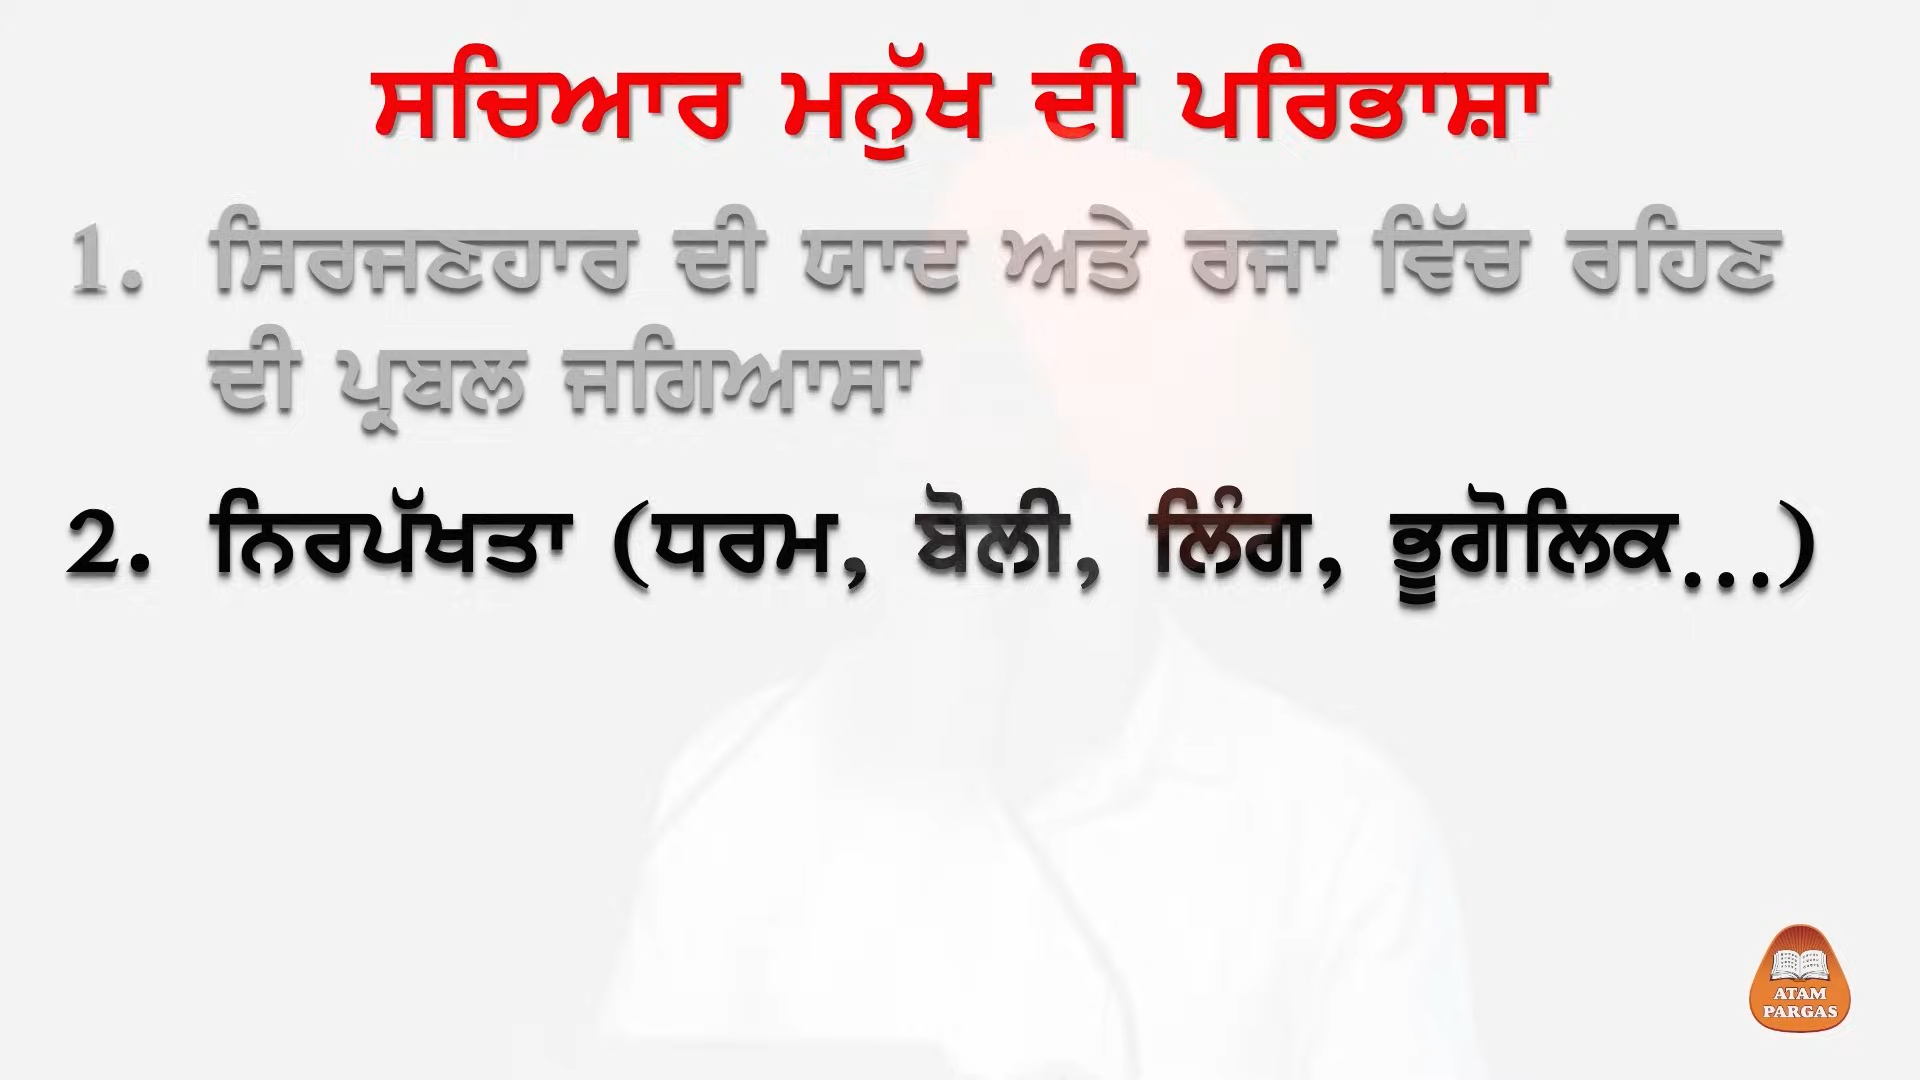 ਸਚਿਆਰ ਮਨੁੱਖ ਦੀ ਪਰਿਭਾਸ਼ਾ
1. ਸਿਰਜਣਹਾਰ ਦੀ ਯਾਦ ਅਤੇ ਰਜਾ ਵਿੱਚ ਰਹਿਣ
ਦੀ ਪ੍ਰਬਲ ਜਗਿਆਸਾ
2. ਨਿਰਪੱਖਤਾ (ਧਰਮ, ਬੋਲੀ, ਲਿੰਗ, ਭੂਗੋਲਿਕ...)
ATAM
PARGAS